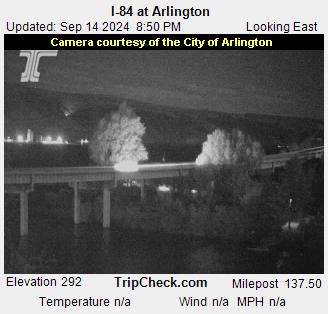 I-84 at Arlington
Updated: Sep 14 2024 8:50 PM Looking East
Camera courtesy of the City of Arlington
Elevation 292 TripCheck.com Milepost 137.50
Temperature n/a Wind n/a MPH n/a